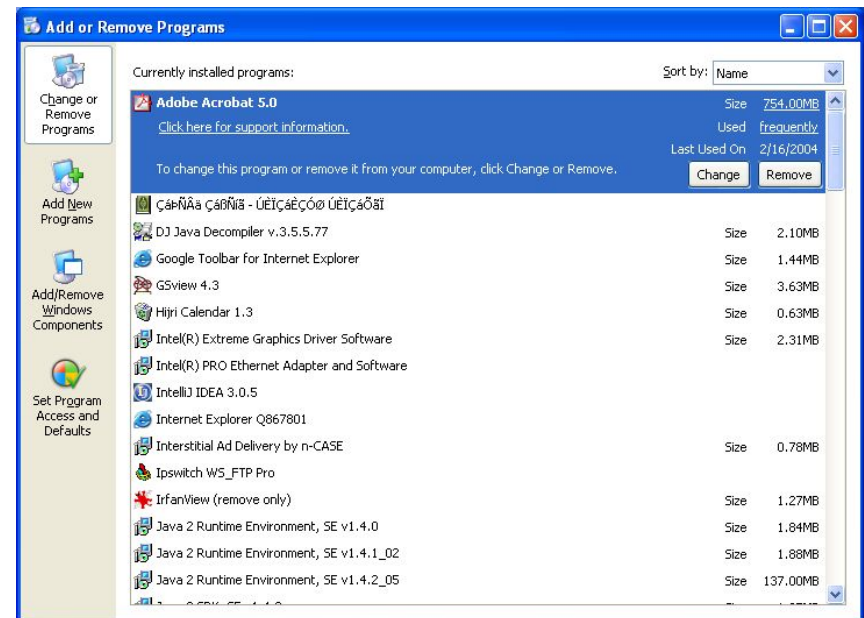 Add or Remove Programs
Change or
Remove
Programs
Add New
Programs
Add/Remove
Windows
Components
Set Program
Access and
Defaults
Currently installed programs:
Sort by: Name
Adobe Acrobat 5.0 Size 754.00MB
Click here for support information. Used frequently
Last Used On 2/16/2004
To change this program or remove it from your computer, click Change or Remove. Change Remove
ÇáÞÑÂä ÇáßÑíã - ÚÈÏÇáÈÇÓØ ÚÈÏÇáÕãÏ
DJ Java Decompiler v.3.5.5.77 Size 2.10MB
Google Toolbar for Internet Explorer Size 1.44MB
GSview 4.3 Size 3.63MB
Hijri Calendar 1.3 Size 0.63MB
Intel(R) Extreme Graphics Driver Software Size 2.31MB
Intel(R) PRO Ethernet Adapter and Software
IntelliJ IDEA 3.0.5
Internet Explorer Q867801
Interstitial Ad Delivery by n-CASE Size 0.78MB
Ipswitch WS_FTP Pro
IrfanView (remove only) Size 1.27MB
Java 2 Runtime Environment, SE v1.4.0 Size 1.84MB
Java 2 Runtime Environment, SE v1.4.1_02 Size 1.88MB
Java 2 Runtime Environment, SE v1.4.2_05 Size 137.00MB